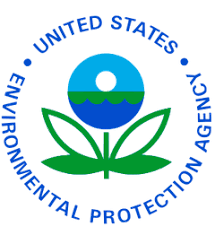 UNITED STATES
ENVIRONMENTAL PROTECTION AGENCY